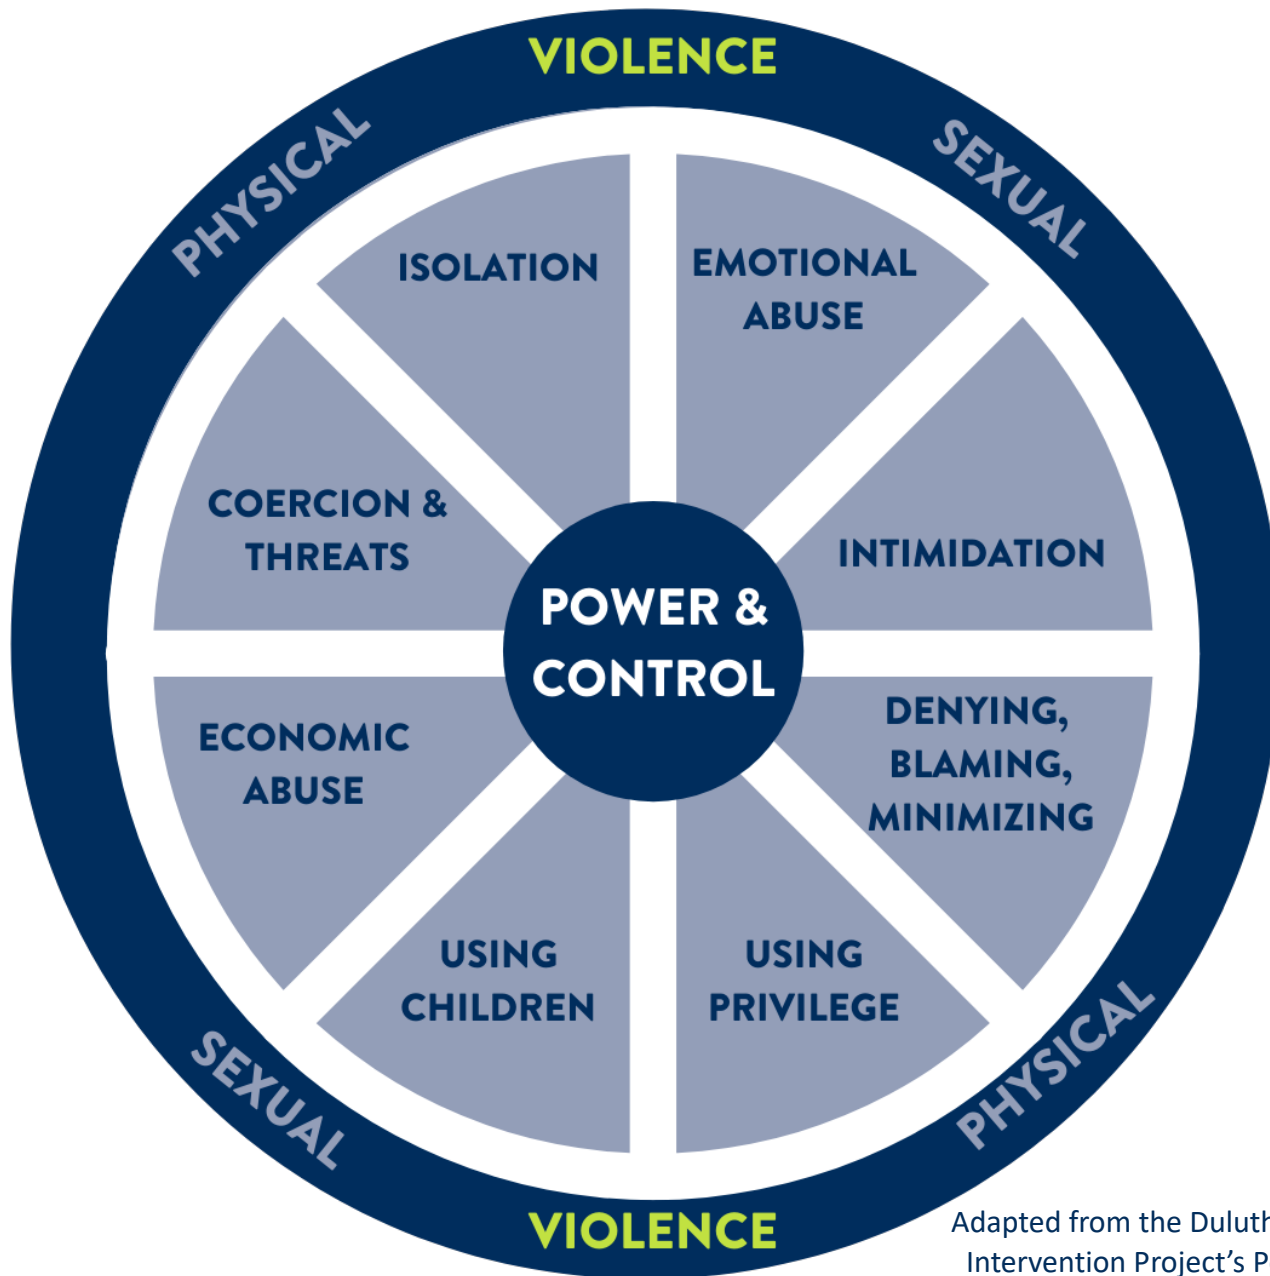 VIOLENCE
PHYSICAL
SEXUAL
ISOLATION
EMOTIONAL
ABUSE
COERCION &
THREATS
INTIMIDATION
POWER &
CONTROL
ECONOMIC
ABUSE
DENYING,
BLAMING,
MINIMIZING
USING
CHILDREN
USING
PRIVILEGE
SEXUAL
PHYSICAL
VIOLENCE
Adapted from the Duluth
Intervention Project's P